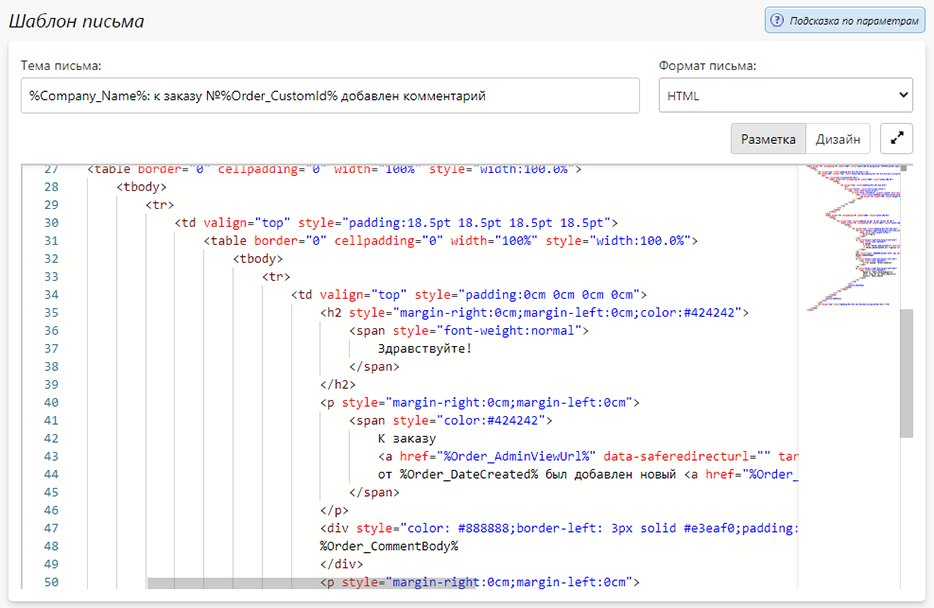 Шаблон письма
? Подсказка по параметрам
Тема письма:
Формат письма:
%Company_Name%: к заказу №%Order_CustomId% добавлен комментарий
HTML
Разметка Дизайн
27 <table border="0" cellpadding="0" width="100%" style="width:100.0%">
28 <tbody>
29 <tr>
30 <td valign="top" style="padding:18.5pt 18.5pt 18.5pt 18.5pt">
31 <table border="0" cellpadding="0" width="100%" style="width:100.0%">
32 <tbody>
33 <tr>
34 <td valign="top" style="padding:0cm 0cm 0cm 0cm">
35 <h2 style="margin-right:0cm;margin-left:0cm;color:#424242">
36 <span style="font-weight:normal">
37 Здравствуйте!
38 </span>
39 </h2>
40 <p style="margin-right:0cm;margin-left:0cm">
41 <span style="color:#424242">
42 К заказу
43 <a href="%Order_AdminViewUrl%" data-saferedirecturl="" tar
44 от %Order_DateCreated% был добавлен новый <a href="%Order_
45 </span>
46 </p>
47 <div style="color: #888888;border-left: 3px solid #e3eaf0;padding:
48 %Order_CommentBody%
49 </div>
50 <p style="margin-right:0cm;margin-left:0cm">